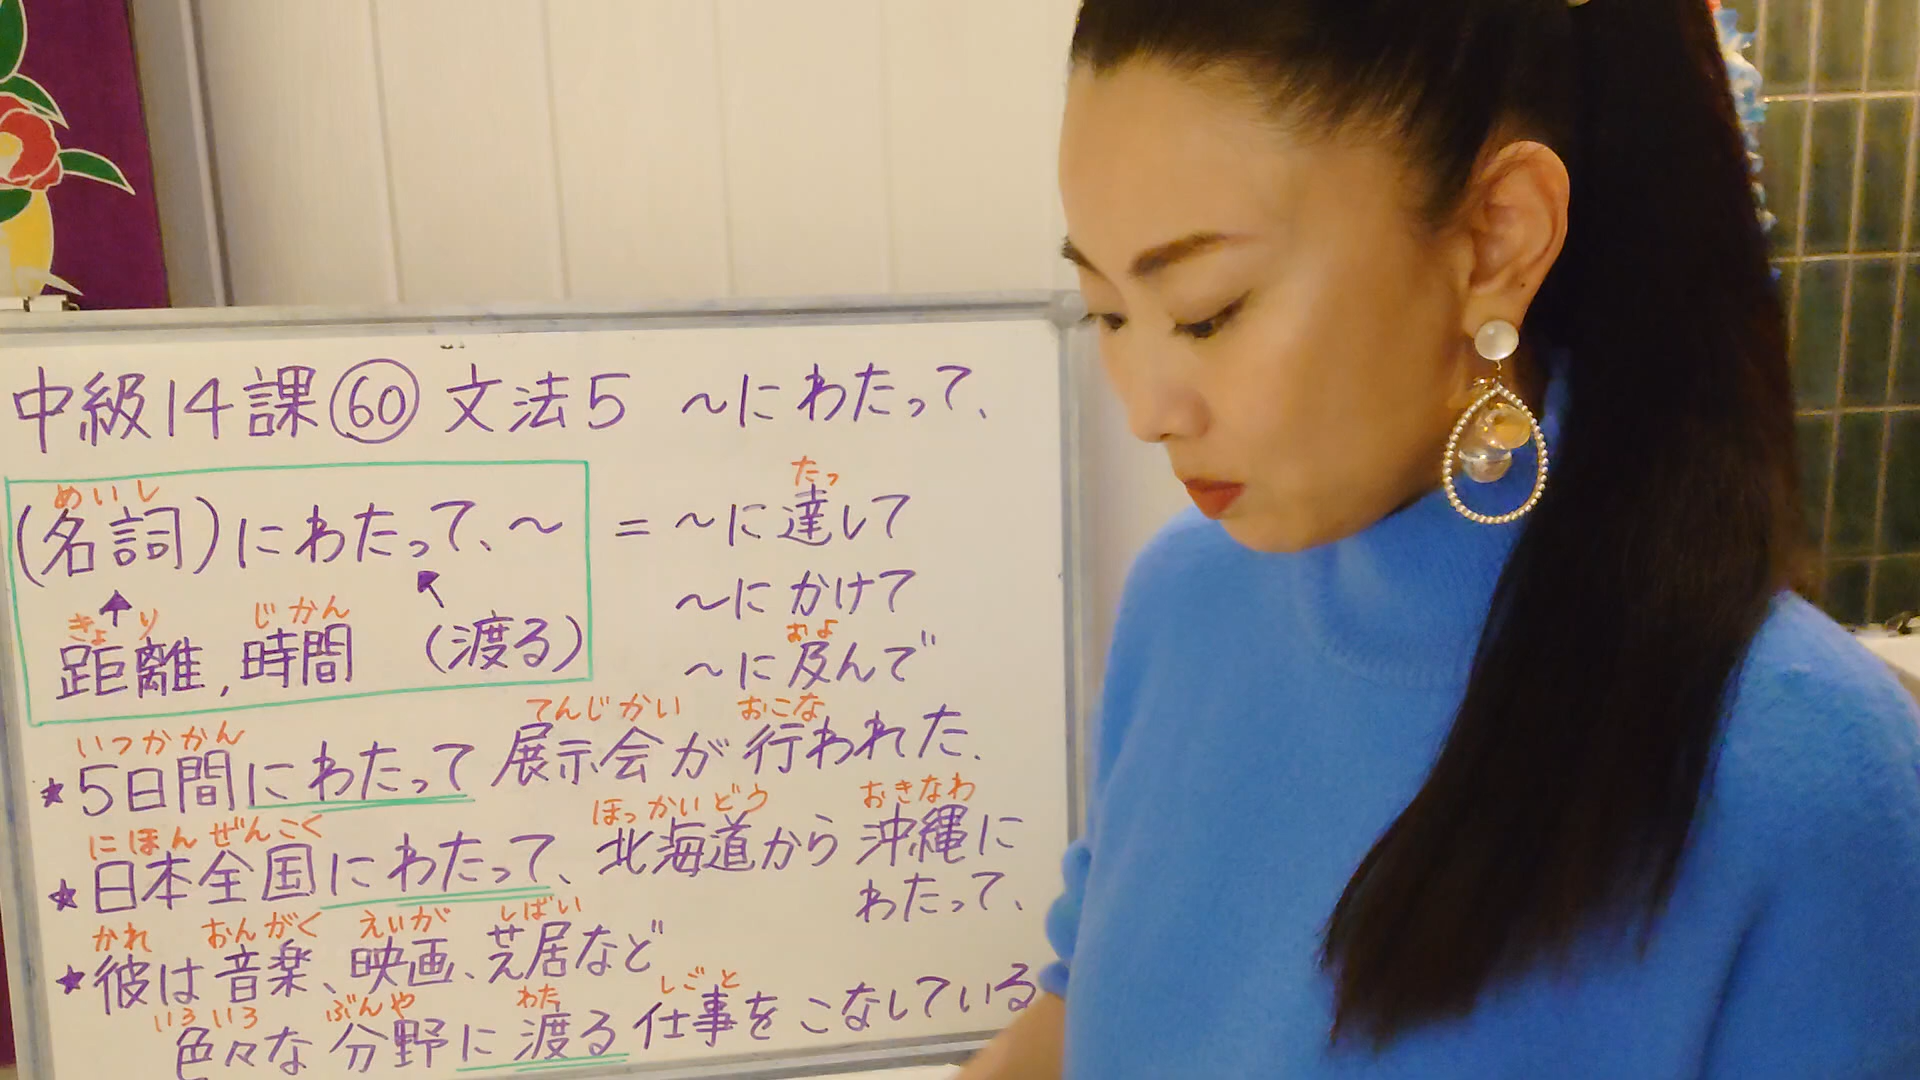 中級14課60文法5 〜にわたって、
めいし
(名詞)にわたって、〜
きょり じかん
距離,時間 (渡る)
たっ
=〜に達して
〜にかけて
およ
〜に及んで
いつかかん てんじかい おこな
★5日間にわたって展示会が行われた.
にほんぜんこく ほっかいどう おきなわ
★日本全国にわたって、北海道から沖縄に
わたって、
かれ おんがく えいが しばい
★彼は音楽、映画、芝居など
いろいろ ぶんや わた しごと
色々な分野に渡る仕事をこなしている